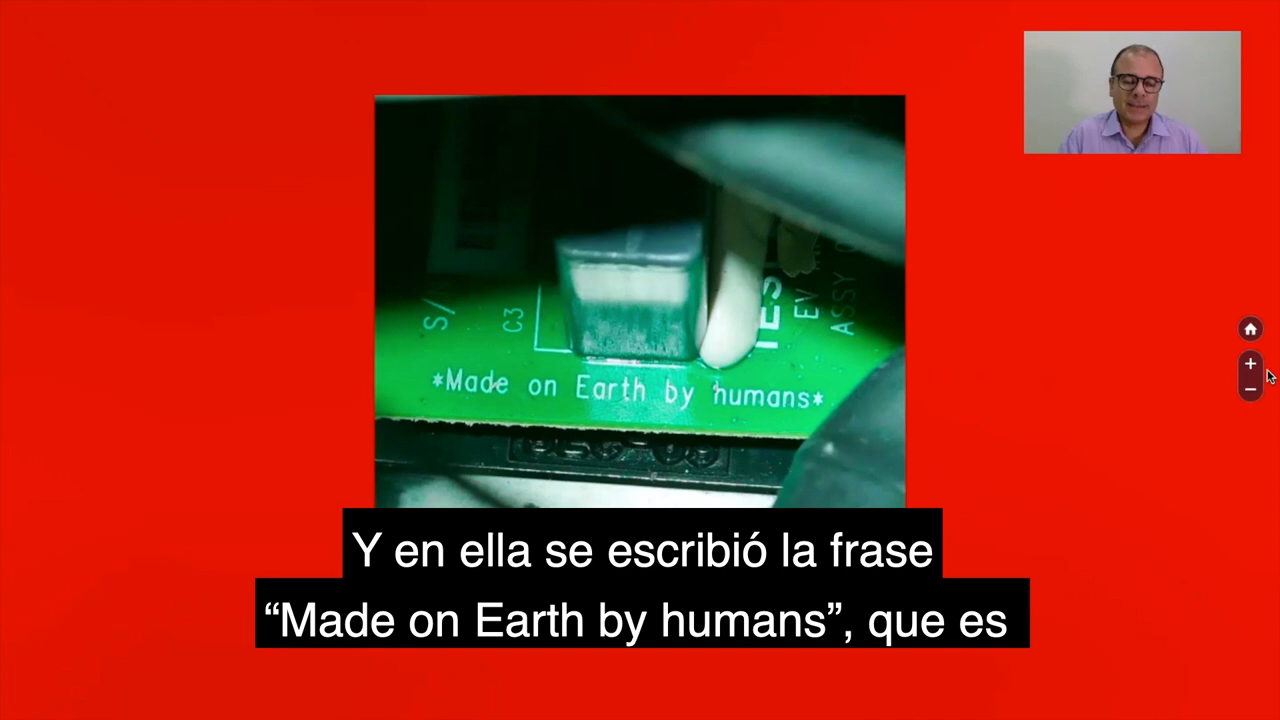 S/
C3
TES
EV
ASSY
*Made on Earth by humans*
Y en ella se escribió la frase
“Made on Earth by humans”, que es